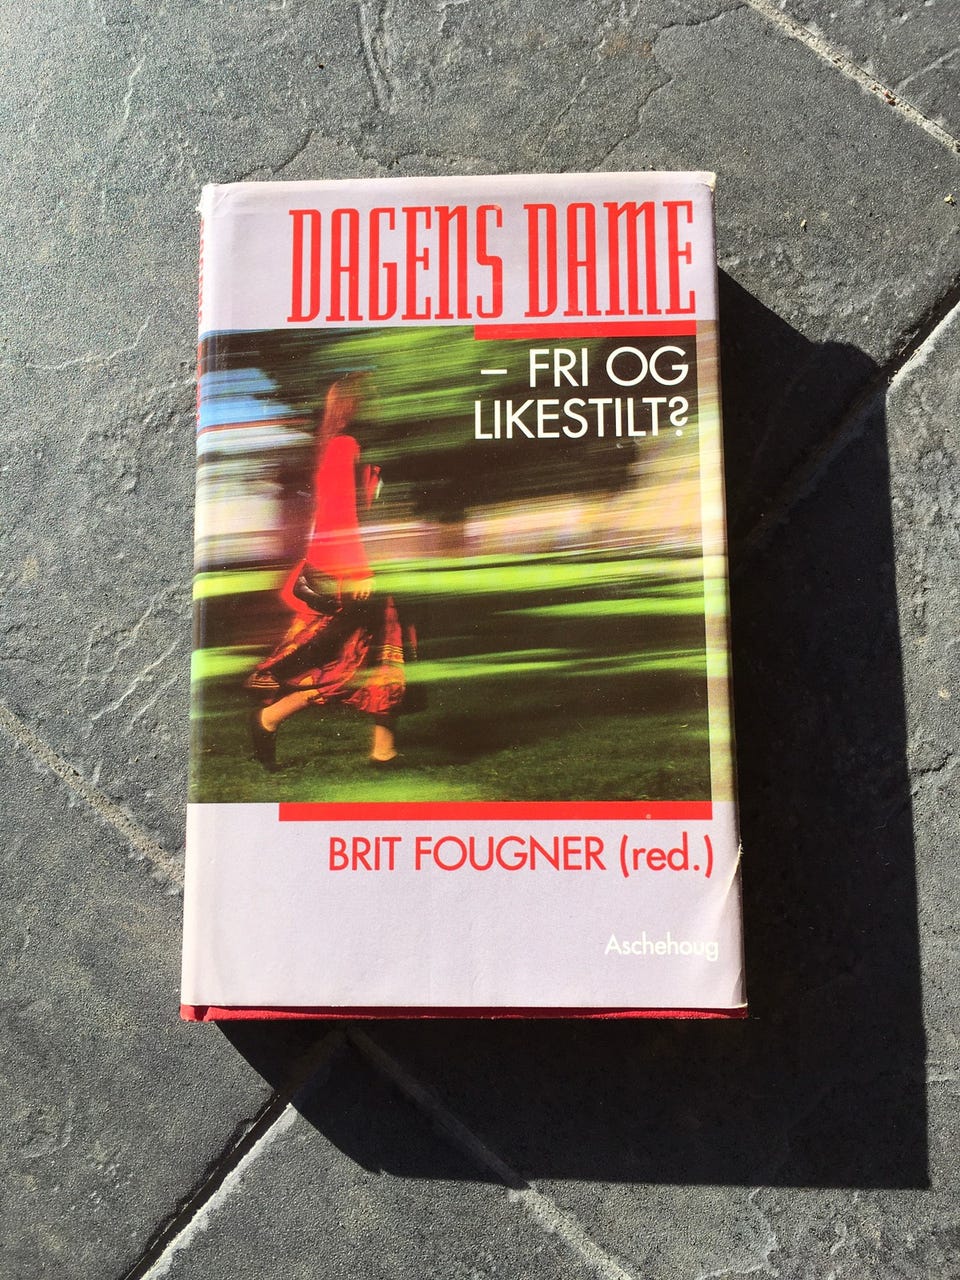 DAGENS DAME
– FRI OG
LIKESTILT?
BRIT FOUGNER (red.)
Aschehoug